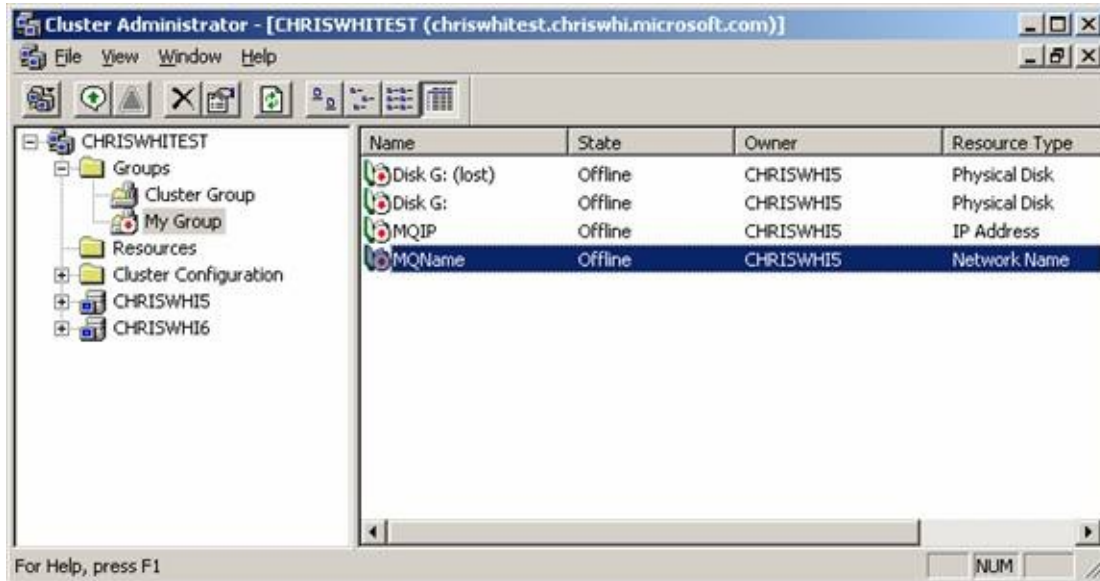 Cluster Administrator - [CHRISWHITEST (chriswhitest.chriswhi.microsoft.com)]
File View Window Help
CHRISWHITEST
Groups
Cluster Group
My Group
Resources
Cluster Configuration
CHRISWHI5
CHRISWHI6
Name State Owner Resource Type
Disk G: (lost) Offline CHRISWHI5 Physical Disk
Disk G: Offline CHRISWHI5 Physical Disk
MQIP Offline CHRISWHI5 IP Address
MQName Offline CHRISWHI5 Network Name
For Help, press F1 NUM